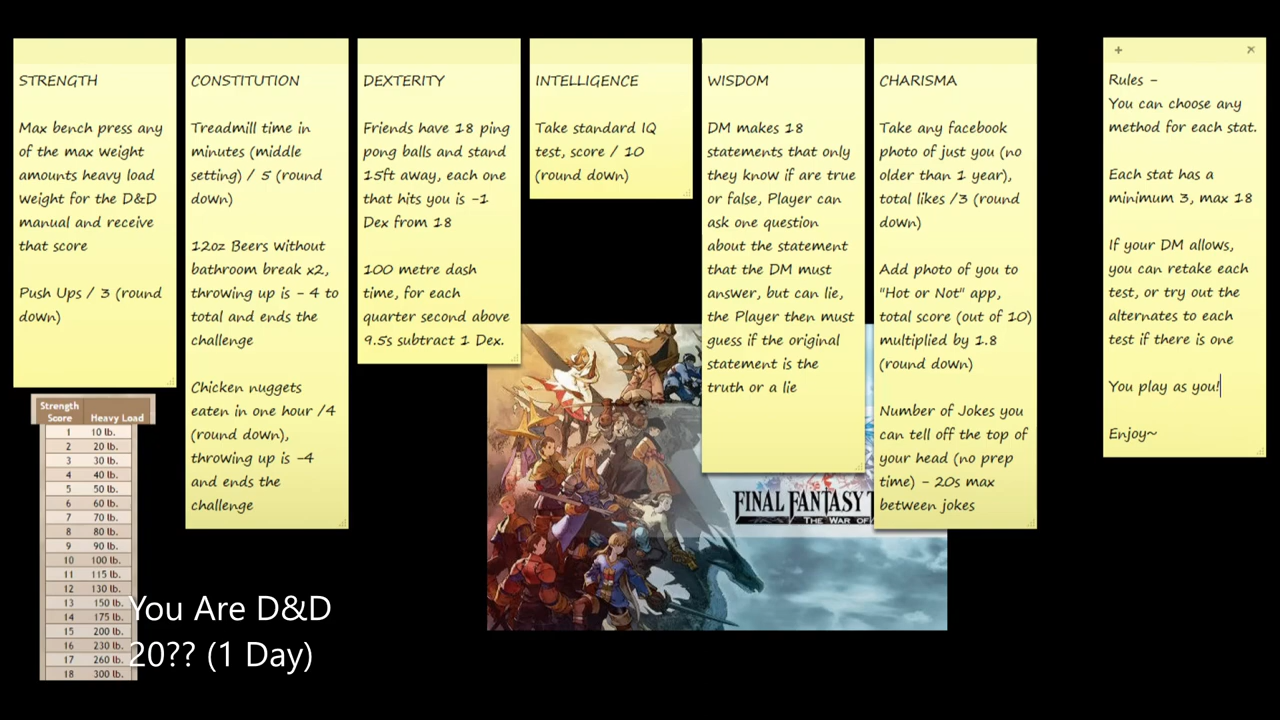 STRENGTH
Max bench press any
of the max weight
amounts heavy load
weight for the D&D
manual and receive
that score
Push Ups / 3 (round
down)
Strength
Score Heavy Load
1 10 lb.
2 20 lb.
3 30 lb.
4 40 lb.
5 50 lb.
6 60 lb.
7 70 lb.
8 80 lb.
9 90 lb.
10 100 lb.
11 115 lb.
12 130 lb.
13 150 lb.
14 175 lb.
15 200 lb.
16 230 lb.
17 260 lb.
18 300 lb.
You Are D&D
20?? (1 Day)
CONSTITUTION
Treadmill time in
minutes (middle
setting) / 5 (round
down)
12oz Beers without
bathroom break x2,
throwing up is - 4 to
total and ends the
challenge
Chicken nuggets
eaten in one hour /4
(round down),
throwing up is -4
and ends the
challenge
DEXTERITY
Friends have 18 ping
pong balls and stand
15ft away, each one
that hits you is -1
Dex from 18
100 metre dash
time, for each
quarter second above
9.5s subtract 1 Dex.
INTELLIGENCE
Take standard IQ
test, score / 10
(round down)
WISDOM
DM makes 18
statements that only
they know if are true
or false, Player can
ask one question
about the statement
that the DM must
answer, but can lie,
the Player then must
guess if the original
statement is the
truth or a lie
FINAL FANTASY T
THE WAR OF
CHARISMA
Take any facebook
photo of just you (no
older than 1 year),
total likes /3 (round
down)
Add photo of you to
"Hot or Not" app,
total score (out of 10)
multiplied by 1.8
(round down)
Number of Jokes you
can tell off the top of
your head (no prep
time) - 20s max
between jokes
Rules -
You can choose any
method for each stat.
Each stat has a
minimum 3, max 18
If your DM allows,
you can retake each
test, or try out the
alternates to each
test if there is one
You play as you!
Enjoy~